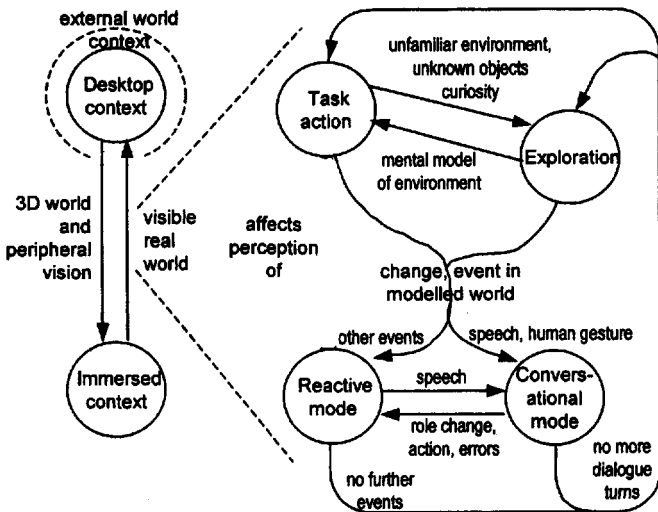 external world
context
Desktop
context
3D world
and
peripheral
vision
visible
real
world
Immersed
context
affects
perception
of
Task
action
unfamiliar environment,
unknown objects
curiosity
mental model
of environment
Exploration
change, event in
modelled world
other events
speech, human gesture
Reactive
mode
speech
role change,
action, errors
Convers-
ational
mode
no further
events
no more
dialogue
turns